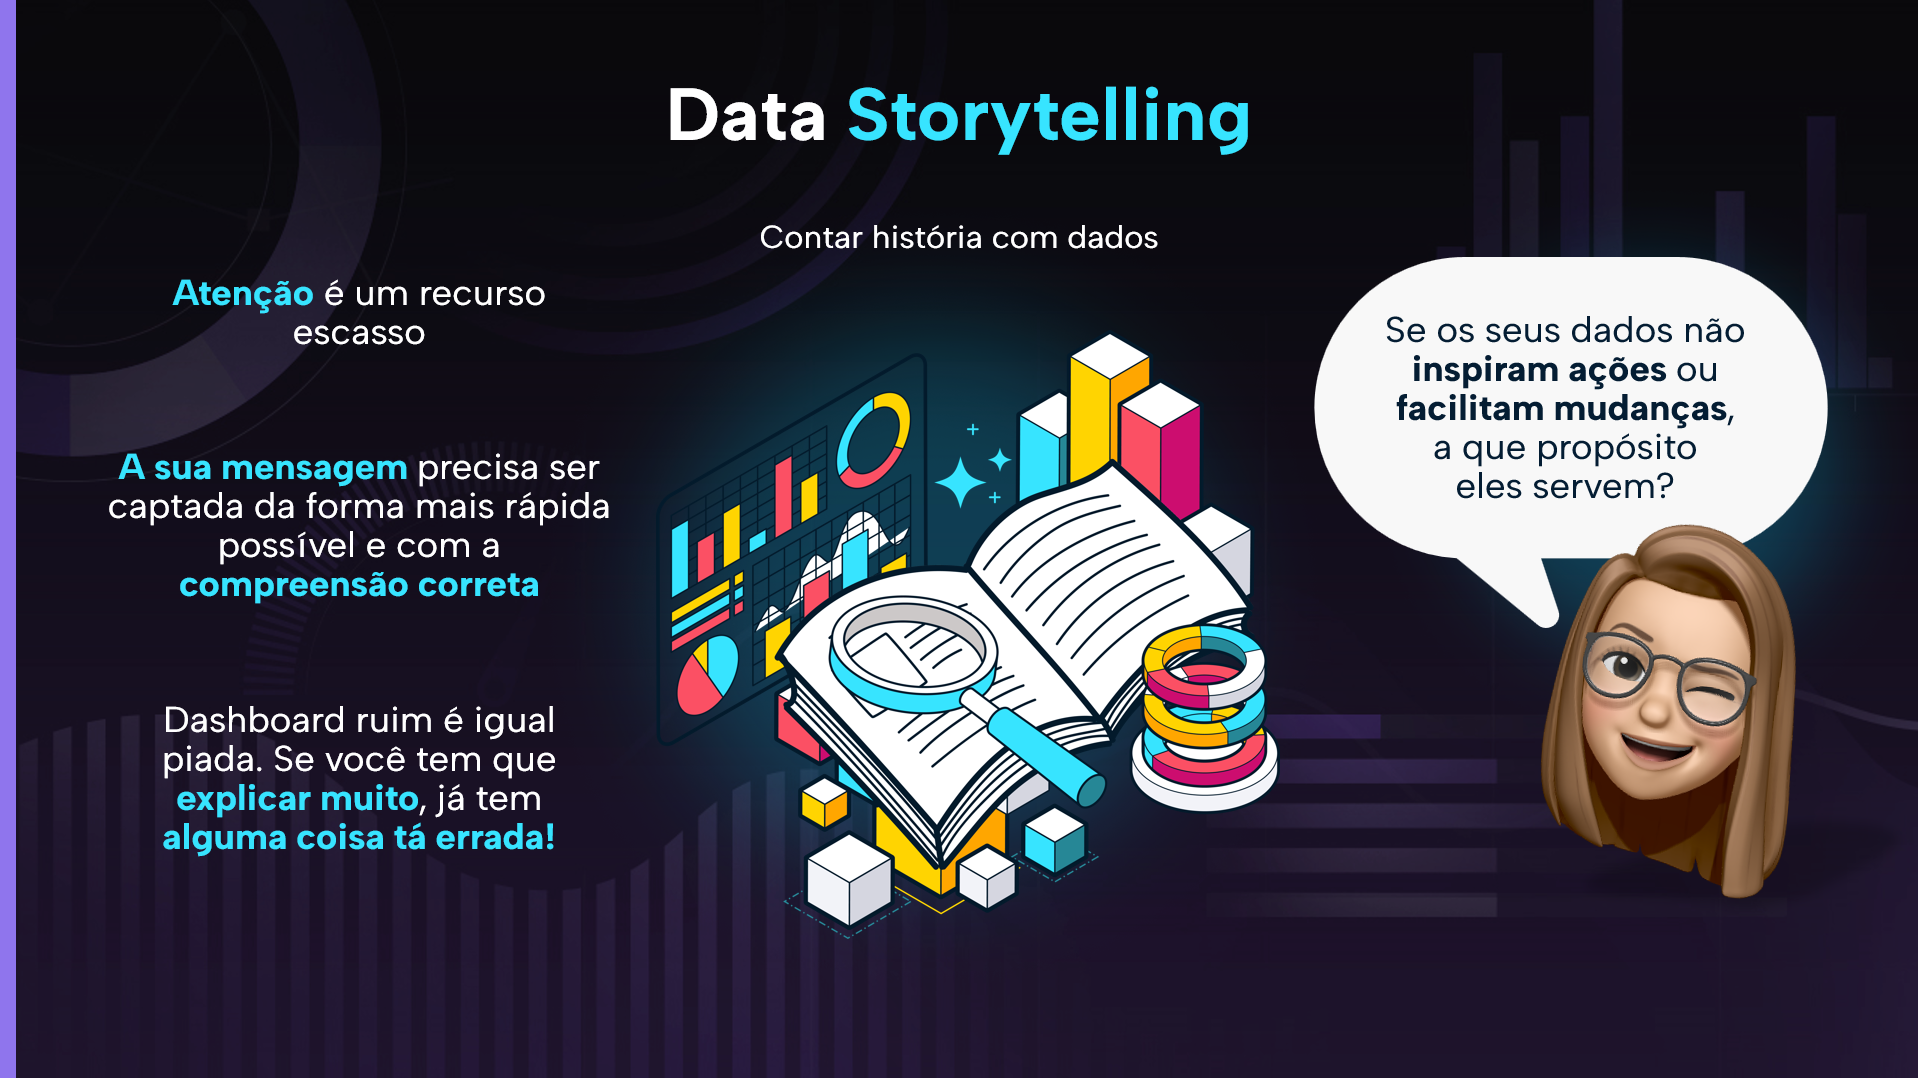 Data Storytelling
Contar história com dados
Atenção é um recurso
escasso
A sua mensagem precisa ser
captada da forma mais rápida
possível e com a
compreensão correta
Dashboard ruim é igual
piada. Se você tem que
explicar muito, já tem
alguma coisa tá errada!
Se os seus dados não
inspiram ações ou
facilitam mudanças,
a que propósito
eles servem?